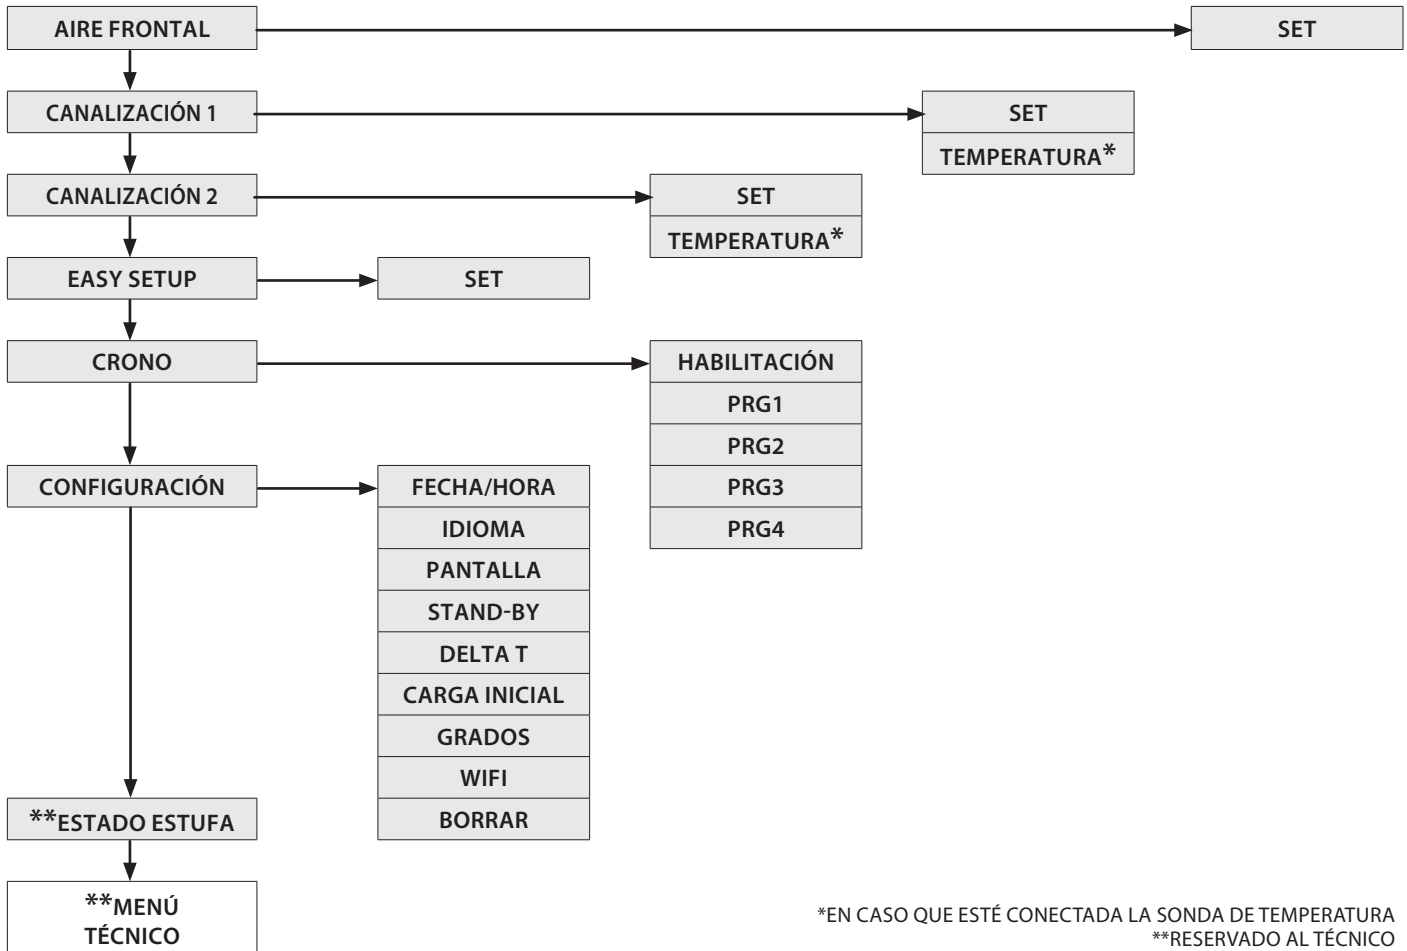 AIRE FRONTAL
SET
CANALIZACIÓN 1
SET
TEMPERATURA*
CANALIZACIÓN 2
SET
TEMPERATURA*
EASY SETUP
SET
CRONO
HABILITACIÓN
PRG1
PRG2
PRG3
PRG4
CONFIGURACIÓN
FECHA/HORA
IDIOMA
PANTALLA
STAND-BY
DELTA T
CARGA INICIAL
GRADOS
WIFI
BORRAR
**ESTADO ESTUFA
**MENÚ
TÉCNICO
*EN CASO QUE ESTÉ CONECTADA LA SONDA DE TEMPERATURA
**RESERVADO AL TÉCNICO